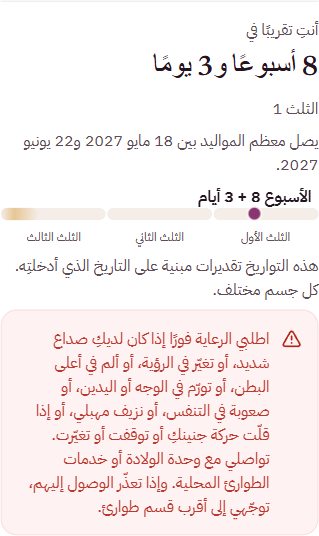 أنتِ تقريبًا في
8 أسبوعًا و3 يومًا
الثلث 1
يصل معظم المواليد بين 18 مايو 2027 و22 يونيو
2027.
الأسبوع 8 + 3 أيام
الثلث الأول
الثلث الثاني
الثلث الثالث
هذه التواريخ تقديرات مبنية على التاريخ الذي أدخلتِه.
كل جسم مختلف.
اطلبي الرعاية فورًا إذا كان لديكِ صداع
شديد، أو تغيّر في الرؤية، أو ألم في أعلى
البطن، أو تورّم في الوجه أو اليدين، أو
صعوبة في التنفس، أو نزيف مهبلي، أو إذا
قلّت حركة جنينكِ أو توقفت أو تغيّرت.
تواصلي مع وحدة الولادة أو خدمات
الطوارئ المحلية. وإذا تعذّر الوصول إليهم،
توجّهي إلى أقرب قسم طوارئ.